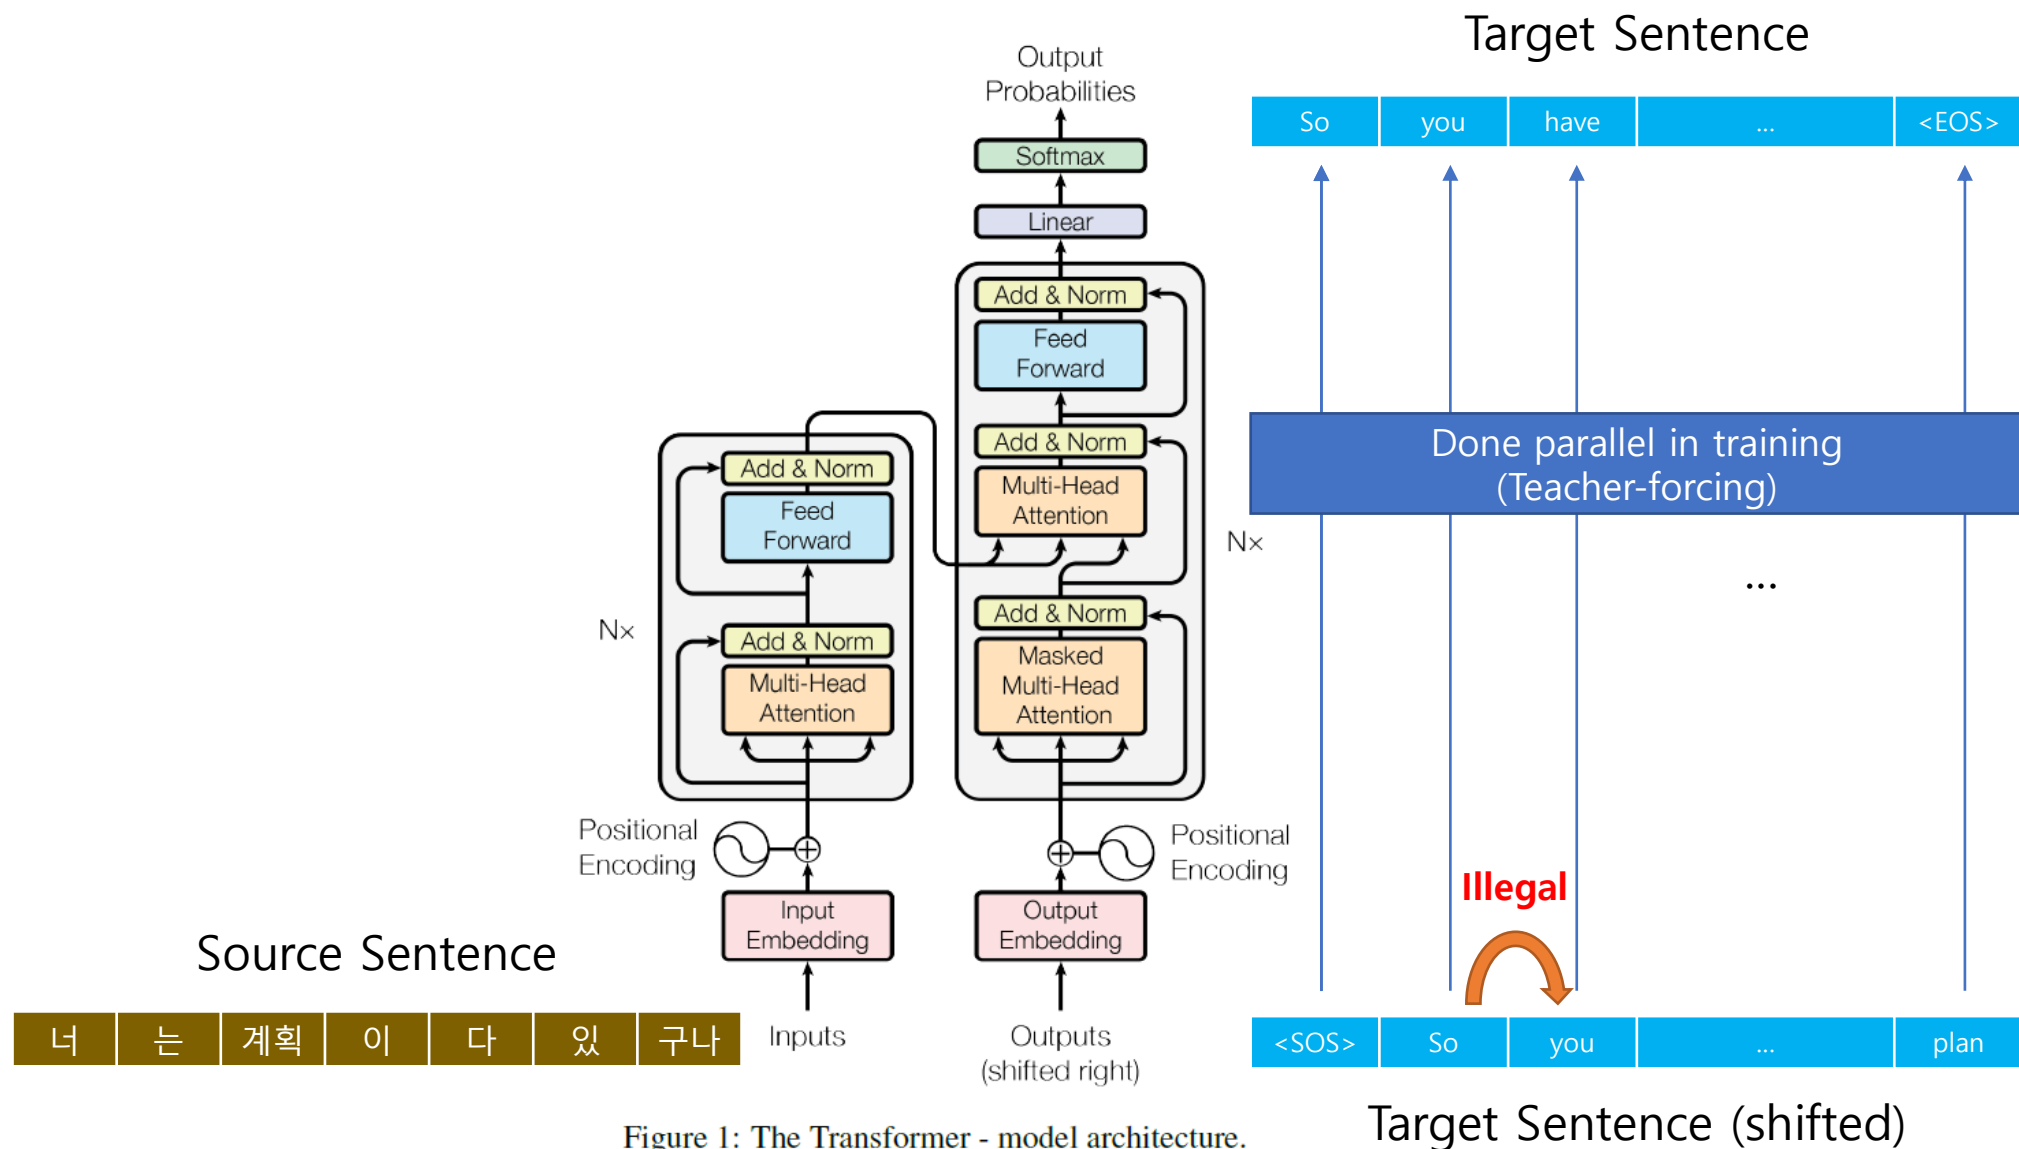 Target Sentence
So you have ... <EOS>
Output
Probabilities
Softmax
Linear
Add & Norm
Feed
Forward
Add & Norm
Multi-Head
Attention
Add & Norm
Masked
Multi-Head
Attention
Nx
Add & Norm
Feed
Forward
Add & Norm
Multi-Head
Attention
Nx
Positional
Encoding
Positional
Encoding
Input
Embedding
Output
Embedding
Inputs
Outputs
(shifted right)
Done parallel in training
(Teacher-forcing)
...
Illegal
Source Sentence
너 는 계획 이 다 있 구나
<SOS> So you ... plan
Target Sentence (shifted)
Figure 1: The Transformer - model architecture.